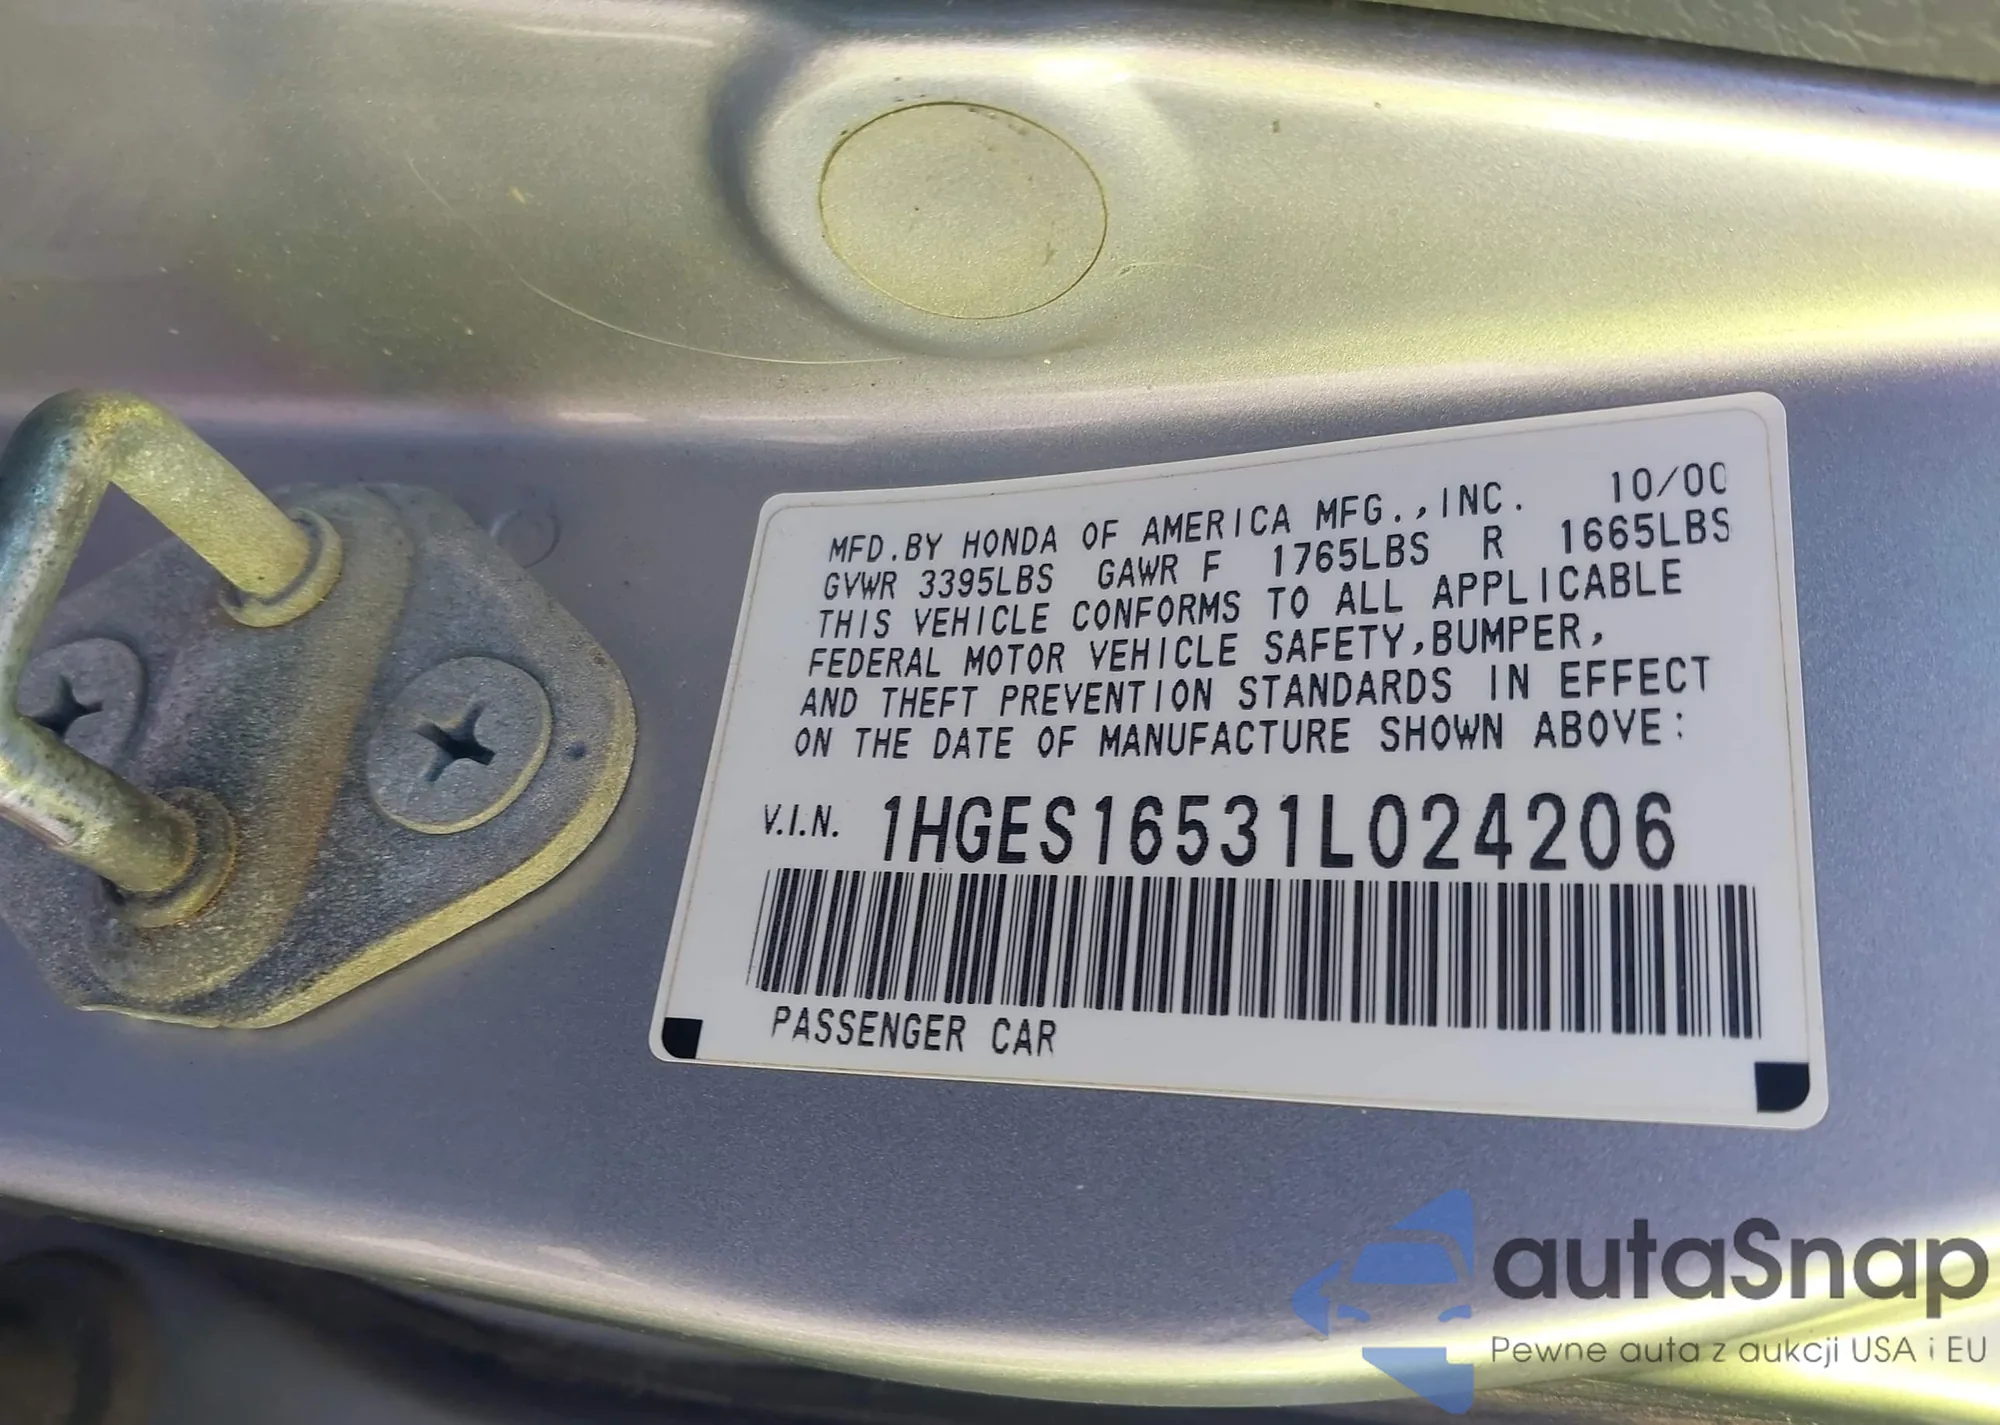 MFD.BY HONDA OF AMERICA MFG.,INC. 10/00
GVWR 3395LBS GAWR F 1765LBS R 1665LBS
THIS VEHICLE CONFORMS TO ALL APPLICABLE
FEDERAL MOTOR VEHICLE SAFETY,BUMPER,
AND THEFT PREVENTION STANDARDS IN EFFECT
ON THE DATE OF MANUFACTURE SHOWN ABOVE:
V.I.N. 1HGES16531L024206
PASSENGER CAR
autaSnap
Pewne auta z aukcji USA i EU